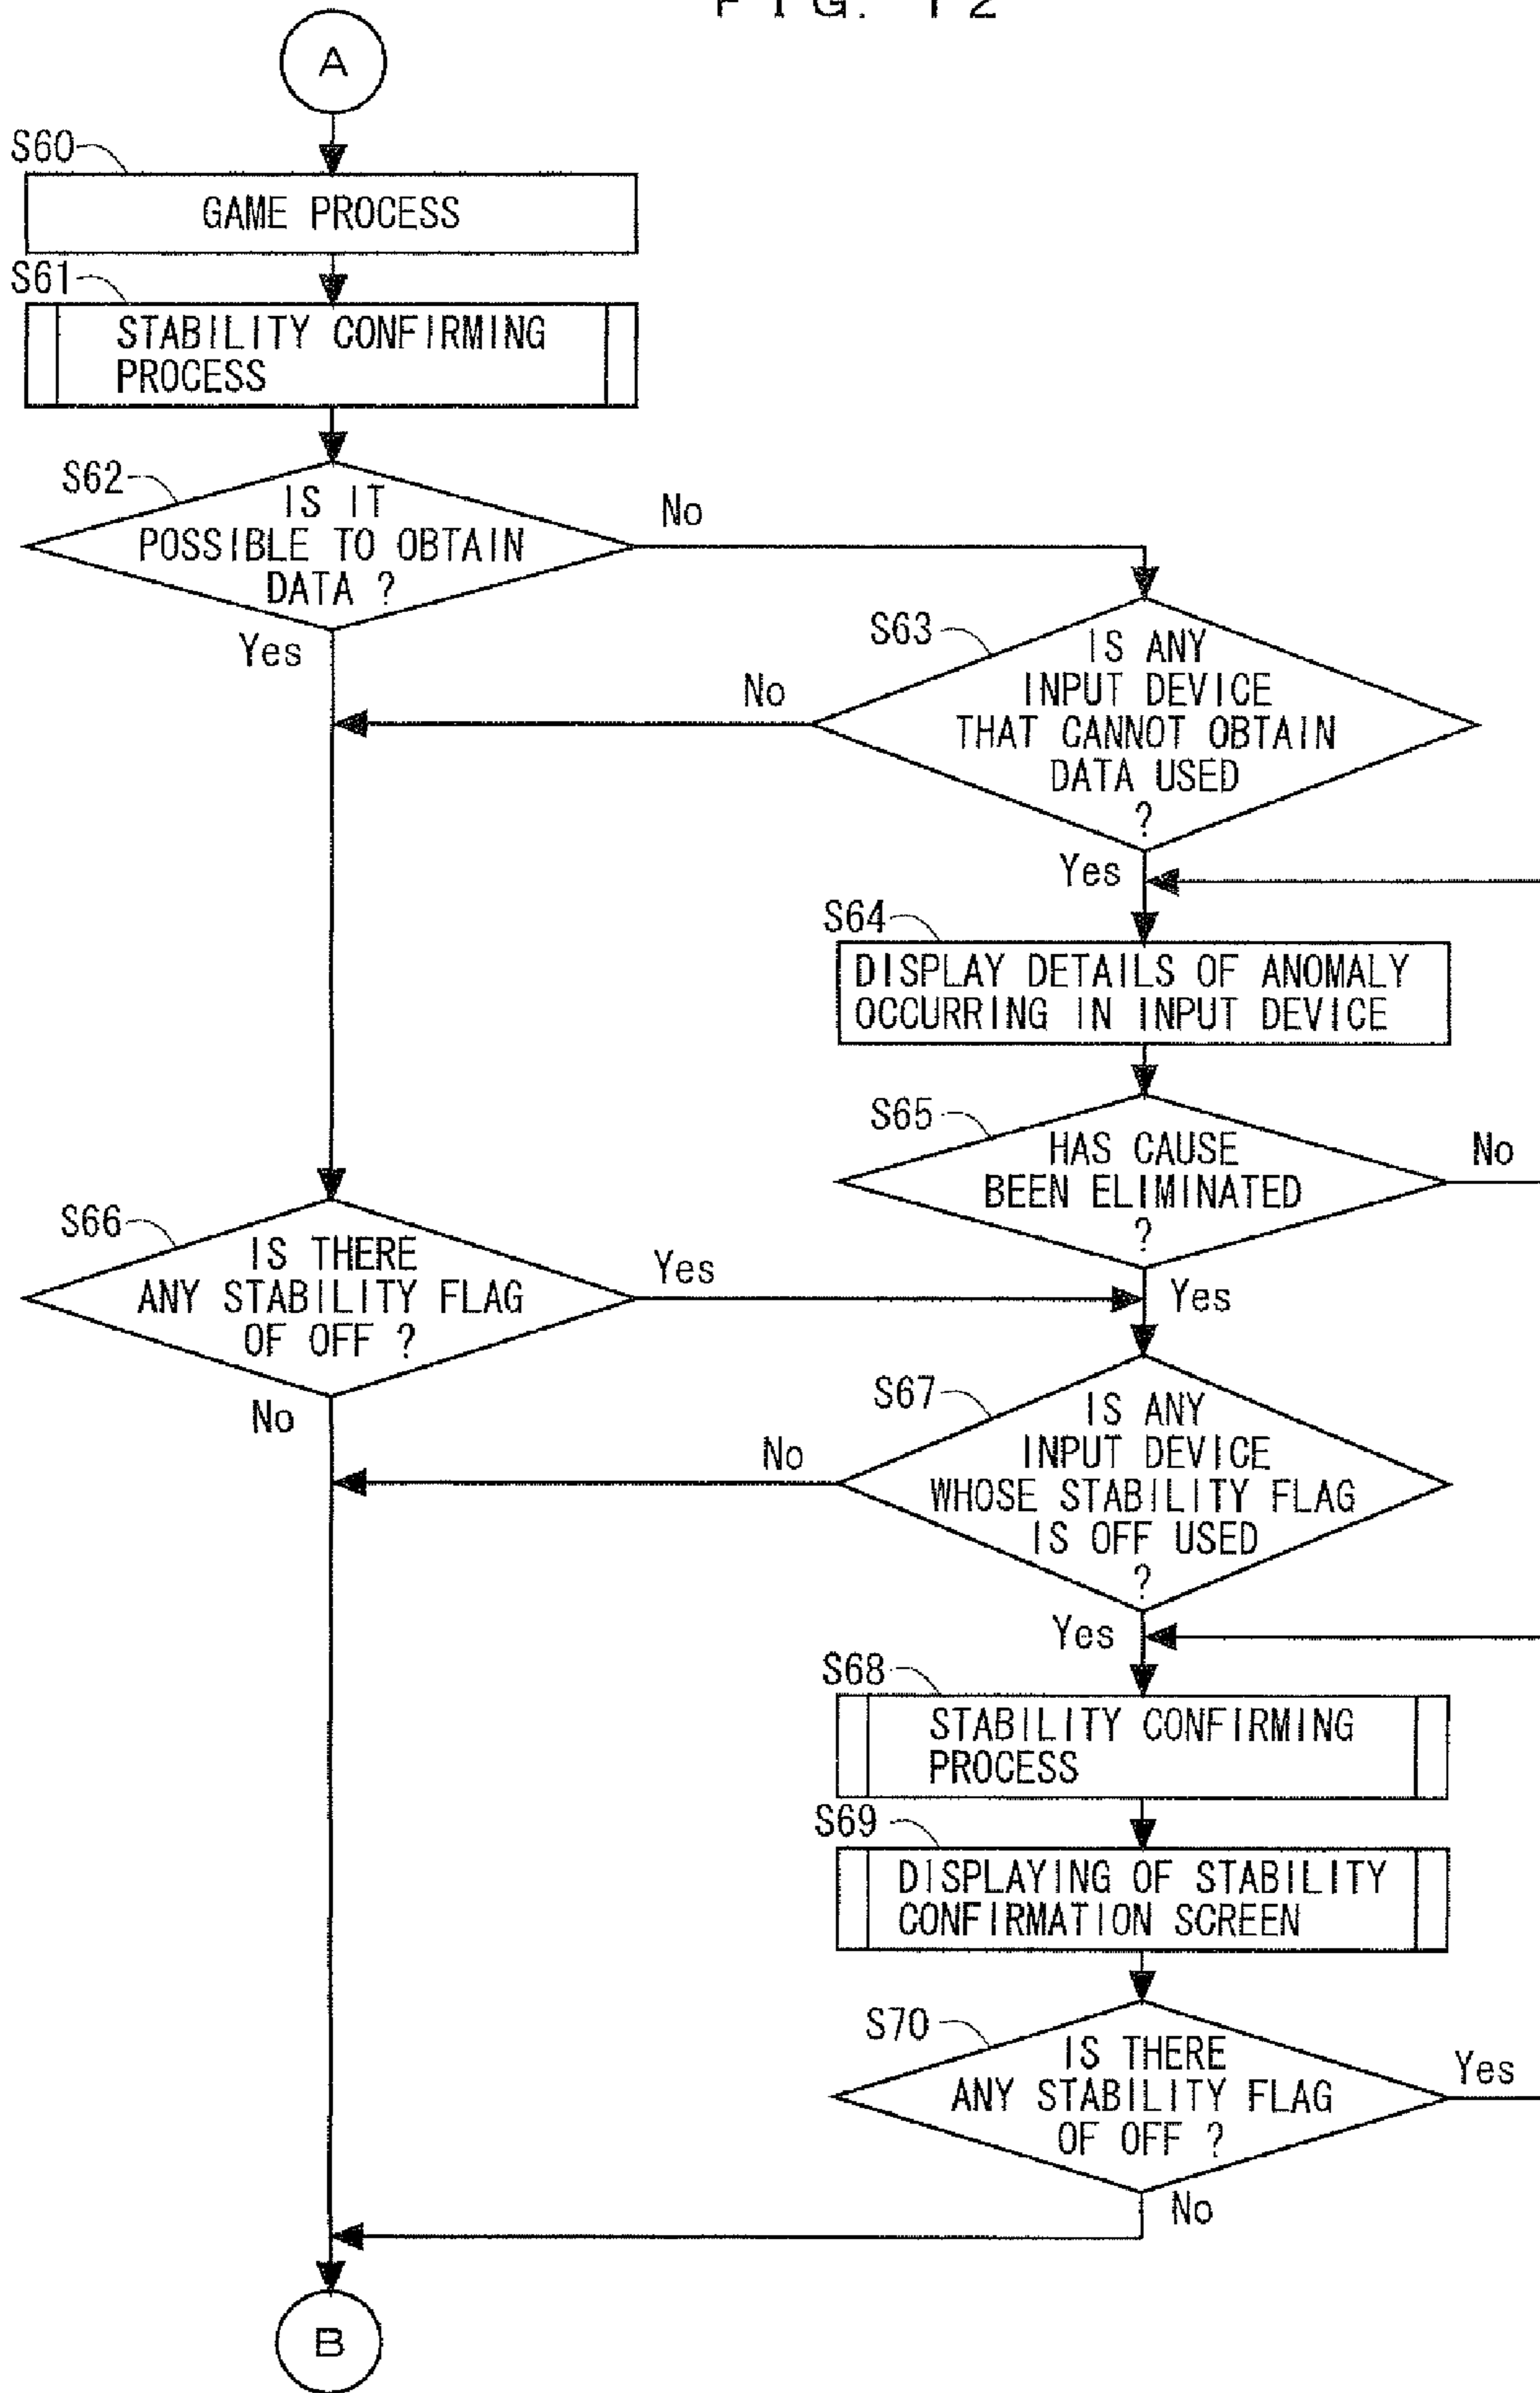 FIG. 12
A
S60
GAME PROCESS
S61
STABILITY CONFIRMING
PROCESS
S62
IS IT
POSSIBLE TO OBTAIN
DATA ?
No
Yes
S63
IS ANY
INPUT DEVICE
THAT CANNOT OBTAIN
DATA USED
?
No
Yes
S64
DISPLAY DETAILS OF ANOMALY
OCCURRING IN INPUT DEVICE
S65
HAS CAUSE
BEEN ELIMINATED
?
No
Yes
S66
IS THERE
ANY STABILITY FLAG
OF OFF ?
Yes
No
S67
IS ANY
INPUT DEVICE
WHOSE STABILITY FLAG
IS OFF USED
?
No
Yes
S68
STABILITY CONFIRMING
PROCESS
S69
DISPLAYING OF STABILITY
CONFIRMATION SCREEN
S70
IS THERE
ANY STABILITY FLAG
OF OFF ?
Yes
No
B